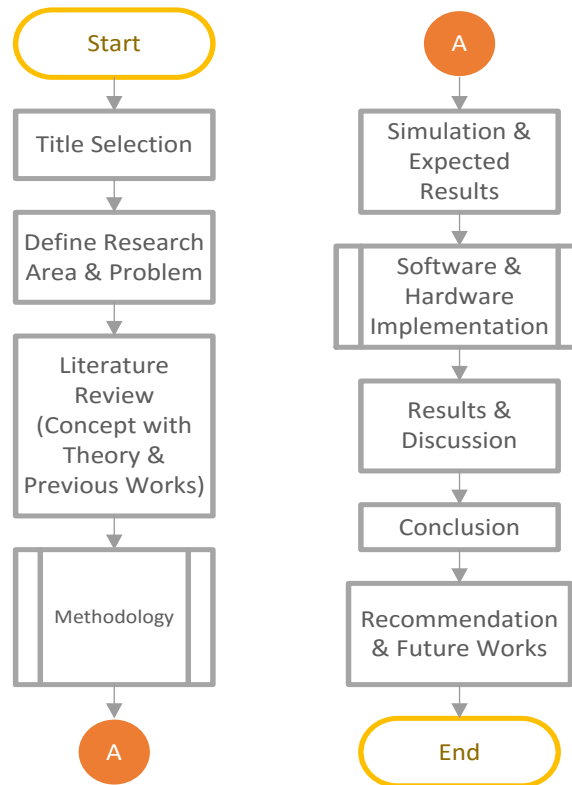 Start
Title Selection
Define Research
Area & Problem
Literature
Review
(Concept with
Theory &
Previous Works)
Methodology
A
A
Simulation &
Expected
Results
Software &
Hardware
Implementation
Results &
Discussion
Conclusion
Recommendation
& Future Works
End